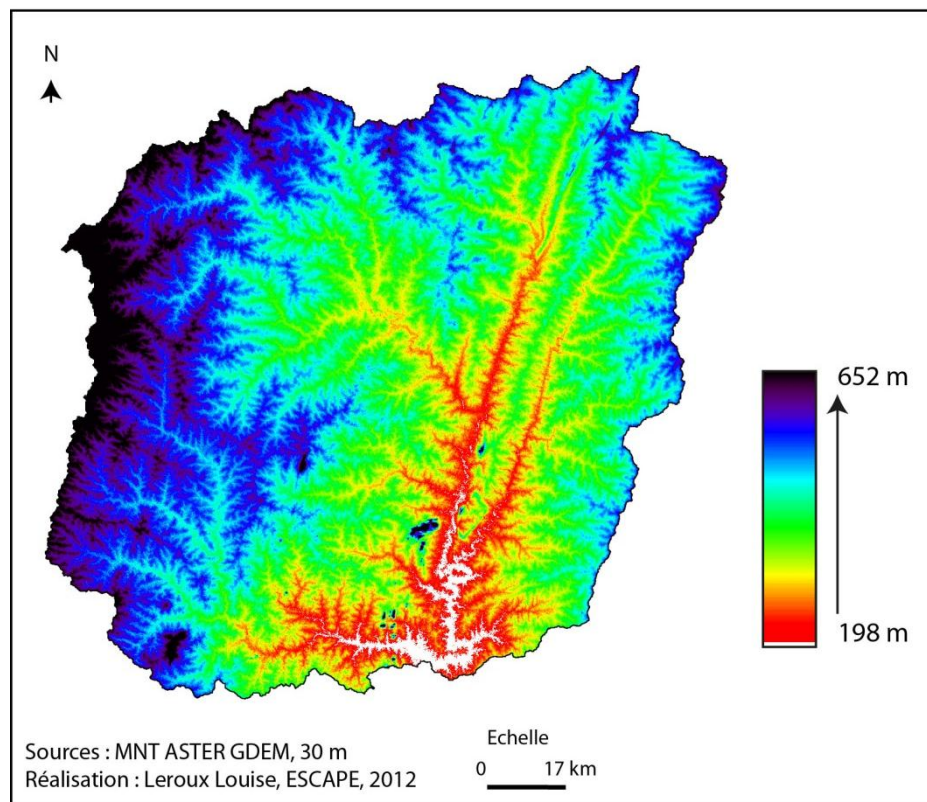 N
652 m
198 m
Echelle
0 17 km
Sources : MNT ASTER GDEM, 30 m
Réalisation : Leroux Louise, ESCAPE, 2012